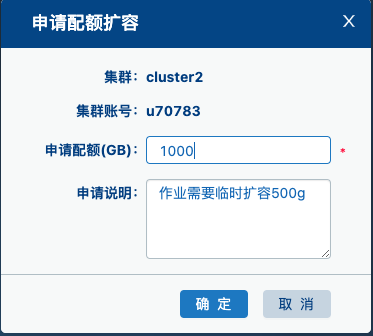 申请配额扩容 X
集群: cluster2
集群账号: u70783
申请配额(GB): 1000 *
申请说明: 作业需要临时扩容500g
确 定 取 消